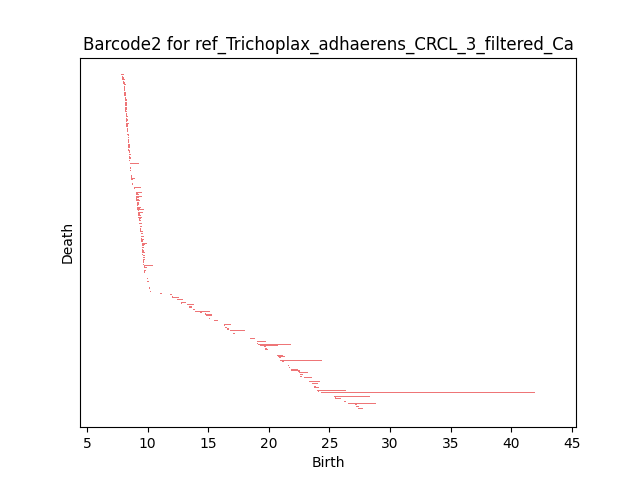 Barcode2 for ref_Trichoplax_adhaerens_CRCL_3_filtered_Ca
Death
5 10 15 20 25 30 35 40 45
Birth